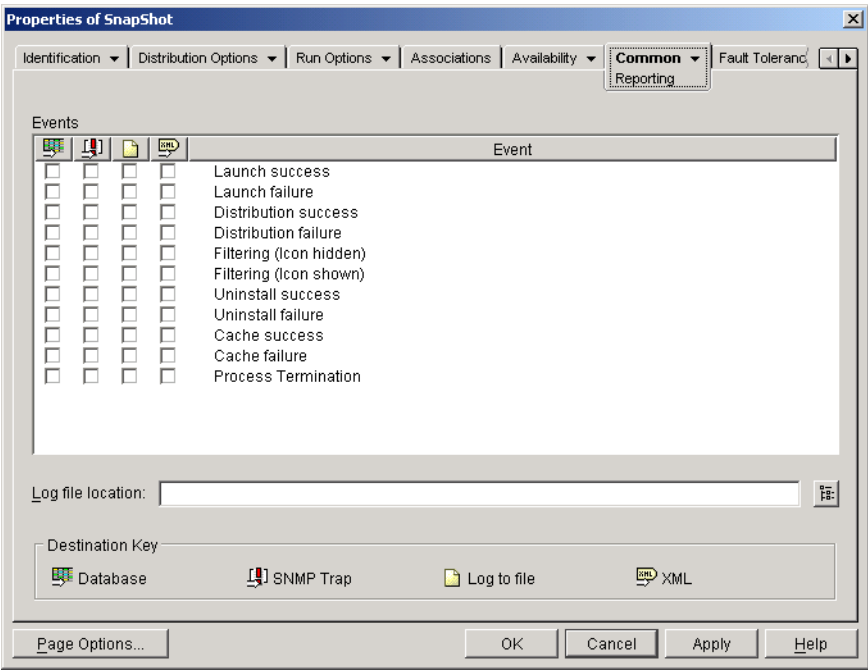 Properties of SnapShot
Identification Distribution Options Run Options Associations Availability Common Fault Toleranc
Reporting
Events
XML Event
Launch success
Launch failure
Distribution success
Distribution failure
Filtering (Icon hidden)
Filtering (Icon shown)
Uninstall success
Uninstall failure
Cache success
Cache failure
Process Termination
Log file location:
Destination Key
Database SNMP Trap Log to file XML XML
Page Options... OK Cancel Apply Help